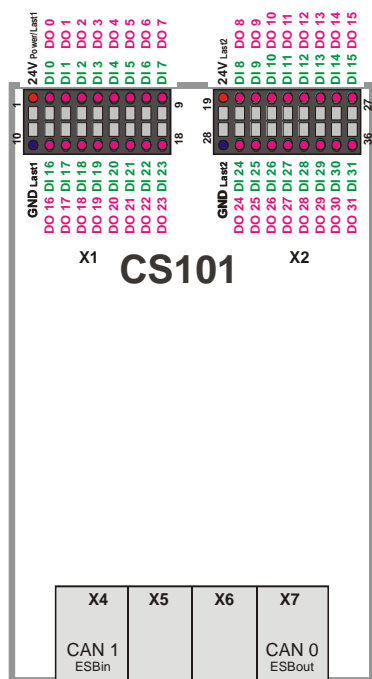 24V Power/Last1
DI 0 DO 0
DI 1 DO 1
DI 2 DO 2
DI 3 DO 3
DI 4 DO 4
DI 5 DO 5
DI 6 DO 6
DI 7 DO 7
24V Last2
DI 8 DO 8
DI 9 DO 9
DI 10 DO 10
DI 11 DO 11
DI 12 DO 12
DI 13 DO 13
DI 14 DO 14
DI 15 DO 15
1
9
19
27
10
18
28
36
GND Last1
DO 16 DI 16
DO 17 DI 17
DO 18 DI 18
DO 19 DI 19
DO 20 DI 20
DO 21 DI 21
DO 22 DI 22
DO 23 DI 23
GND Last2
DO 24 DI 24
DO 25 DI 25
DO 26 DI 26
DO 27 DI 27
DO 28 DI 28
DO 29 DI 29
DO 30 DI 30
DO 31 DI 31
X1
X2
CS101
X4
X5
X6
X7
CAN 1
ESBin
CAN 0
ESBout